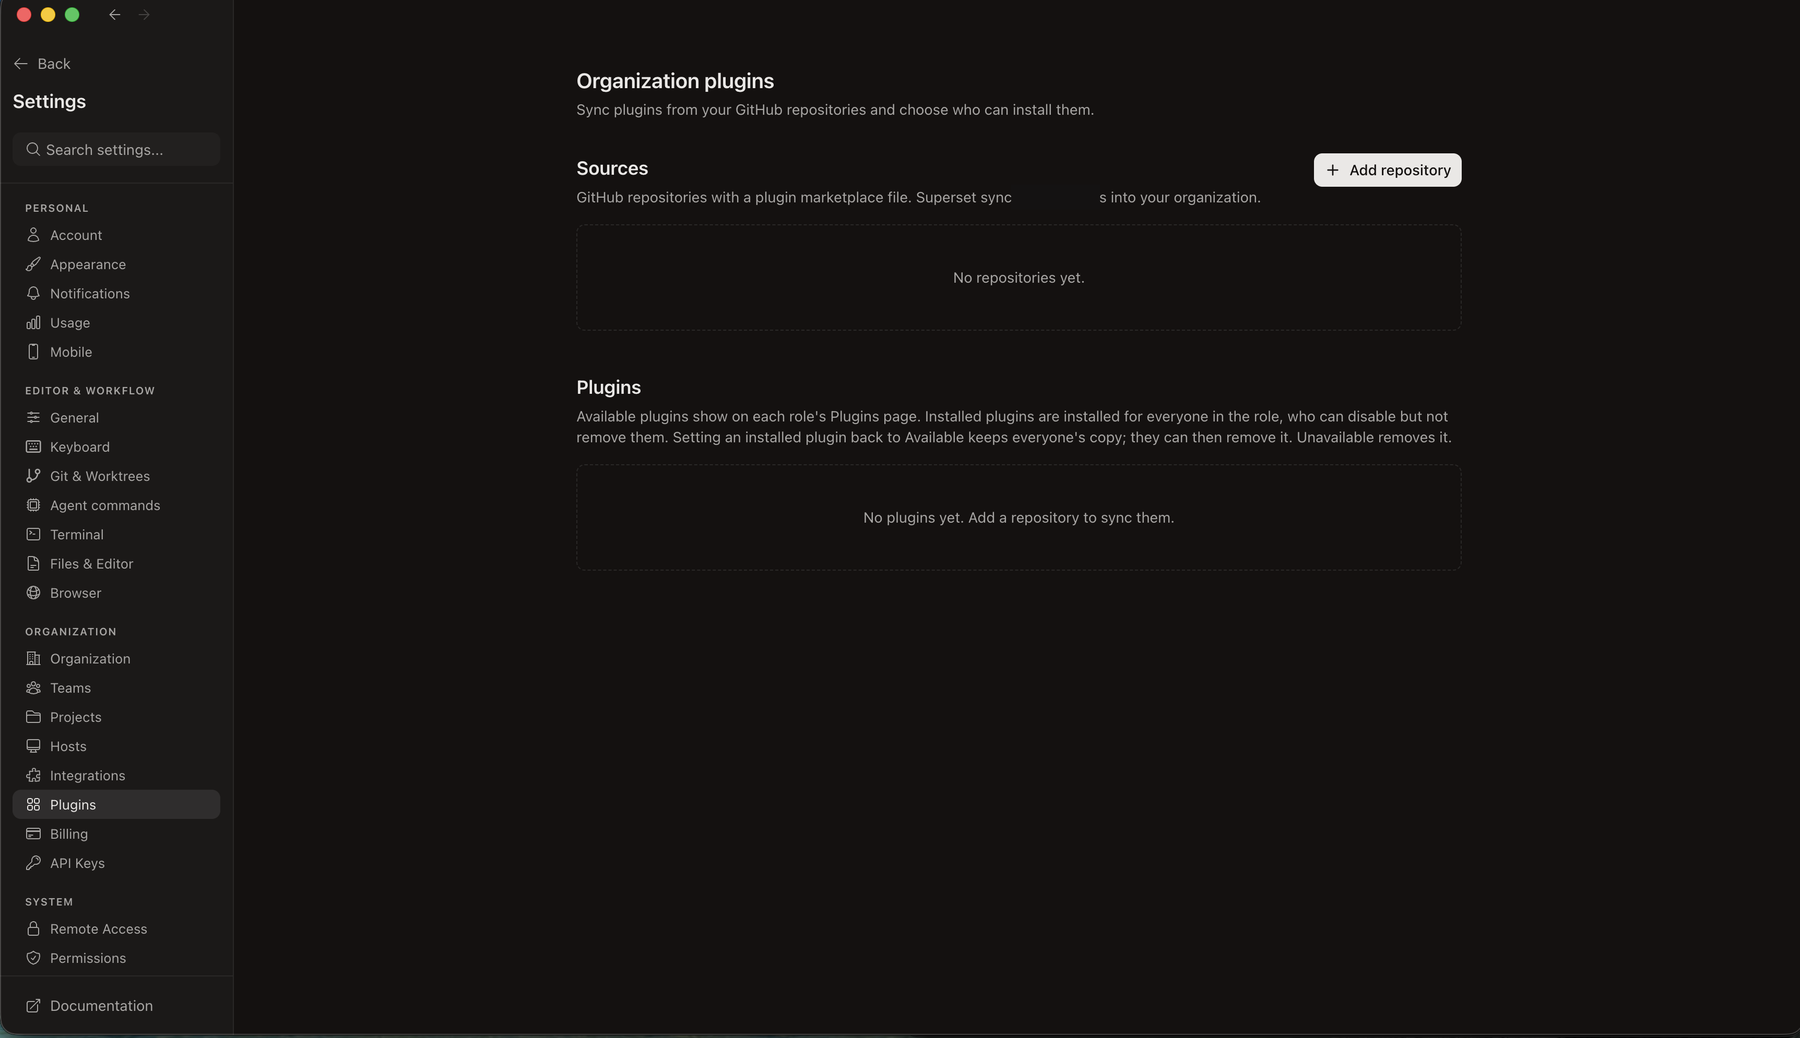 Back
Settings
Search settings...
PERSONAL
Account
Appearance
Notifications
Usage
Mobile
EDITOR & WORKFLOW
General
Keyboard
Git & Worktrees
Agent commands
Terminal
Files & Editor
Browser
ORGANIZATION
Organization
Teams
Projects
Hosts
Integrations
Plugins
Billing
API Keys
SYSTEM
Remote Access
Permissions
Documentation
Organization plugins
Sync plugins from your GitHub repositories and choose who can install them.
Sources
Add repository
GitHub repositories with a plugin marketplace file. Superset sync s into your organization.
No repositories yet.
Plugins
Available plugins show on each role's Plugins page. Installed plugins are installed for everyone in the role, who can disable but not
remove them. Setting an installed plugin back to Available keeps everyone's copy; they can then remove it. Unavailable removes it.
No plugins yet. Add a repository to sync them.